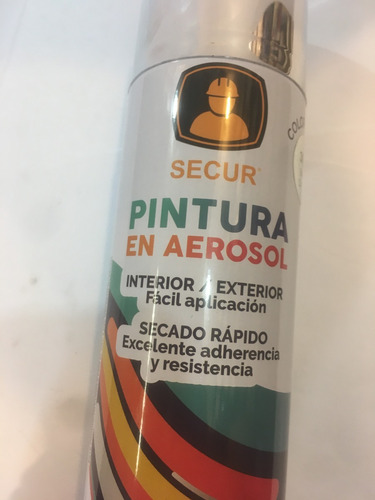 SECUR
PINTURA
EN AEROSOL
INTERIOR / EXTERIOR
Fácil aplicación
SECADO RÁPIDO
Excelente adherencia
y resistencia